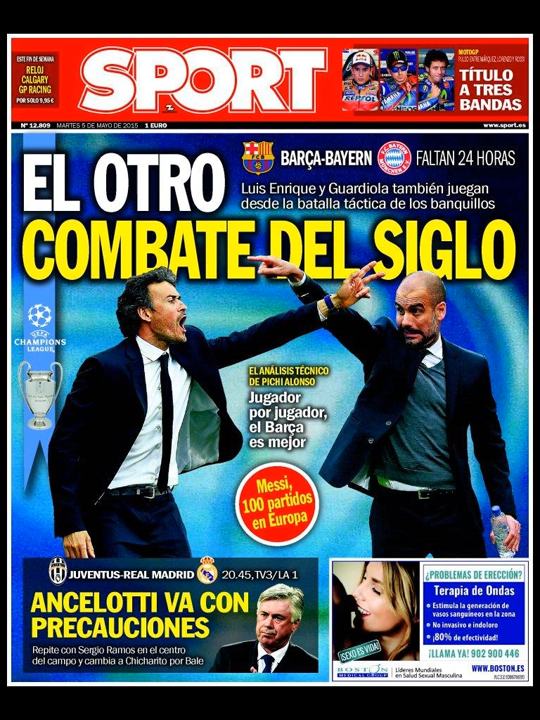 ESTE FIN DE SEMANA
RELOJ
CALGARY
GP RACING
POR SOLO 9,95 €
SPORT
MOTOGP
PULSO ENTRE MÁRQUEZ, LORENZO Y ROSSI
TÍTULO
A TRES
BANDAS
Nº 12.809 MARTES 5 DE MAYO DE 2015 1 EURO
www.sport.es
BARÇA-BAYERN FALTAN 24 HORAS
EL OTRO
Luis Enrique y Guardiola también juegan
desde la batalla táctica de los banquillos
COMBATE DEL SIGLO
UEFA
CHAMPIONS
LEAGUE
EL ANÁLISIS TÉCNICO
DE PICHI ALONSO
Jugador
por jugador,
el Barça
es mejor
Messi,
100 partidos
en Europa
JUVENTUS-REAL MADRID 20.45, TV3/LA 1
ANCELOTTI VA CON
PRECAUCIONES
Repite con Sergio Ramos en el centro
del campo y cambia a Chicharito por Bale
¿PROBLEMAS DE ERECCIÓN?
Terapia de Ondas
• Estimula la generación de
vasos sanguíneos en la zona
• No invasivo e indoloro
• ¡80% de efectividad!
¡LLAMA YA! 902 900 446
¡SEXO ES VIDA!
BOSTON
MEDICAL GROUP
Líderes Mundiales
en Salud Sexual Masculina
WWW.BOSTON.ES